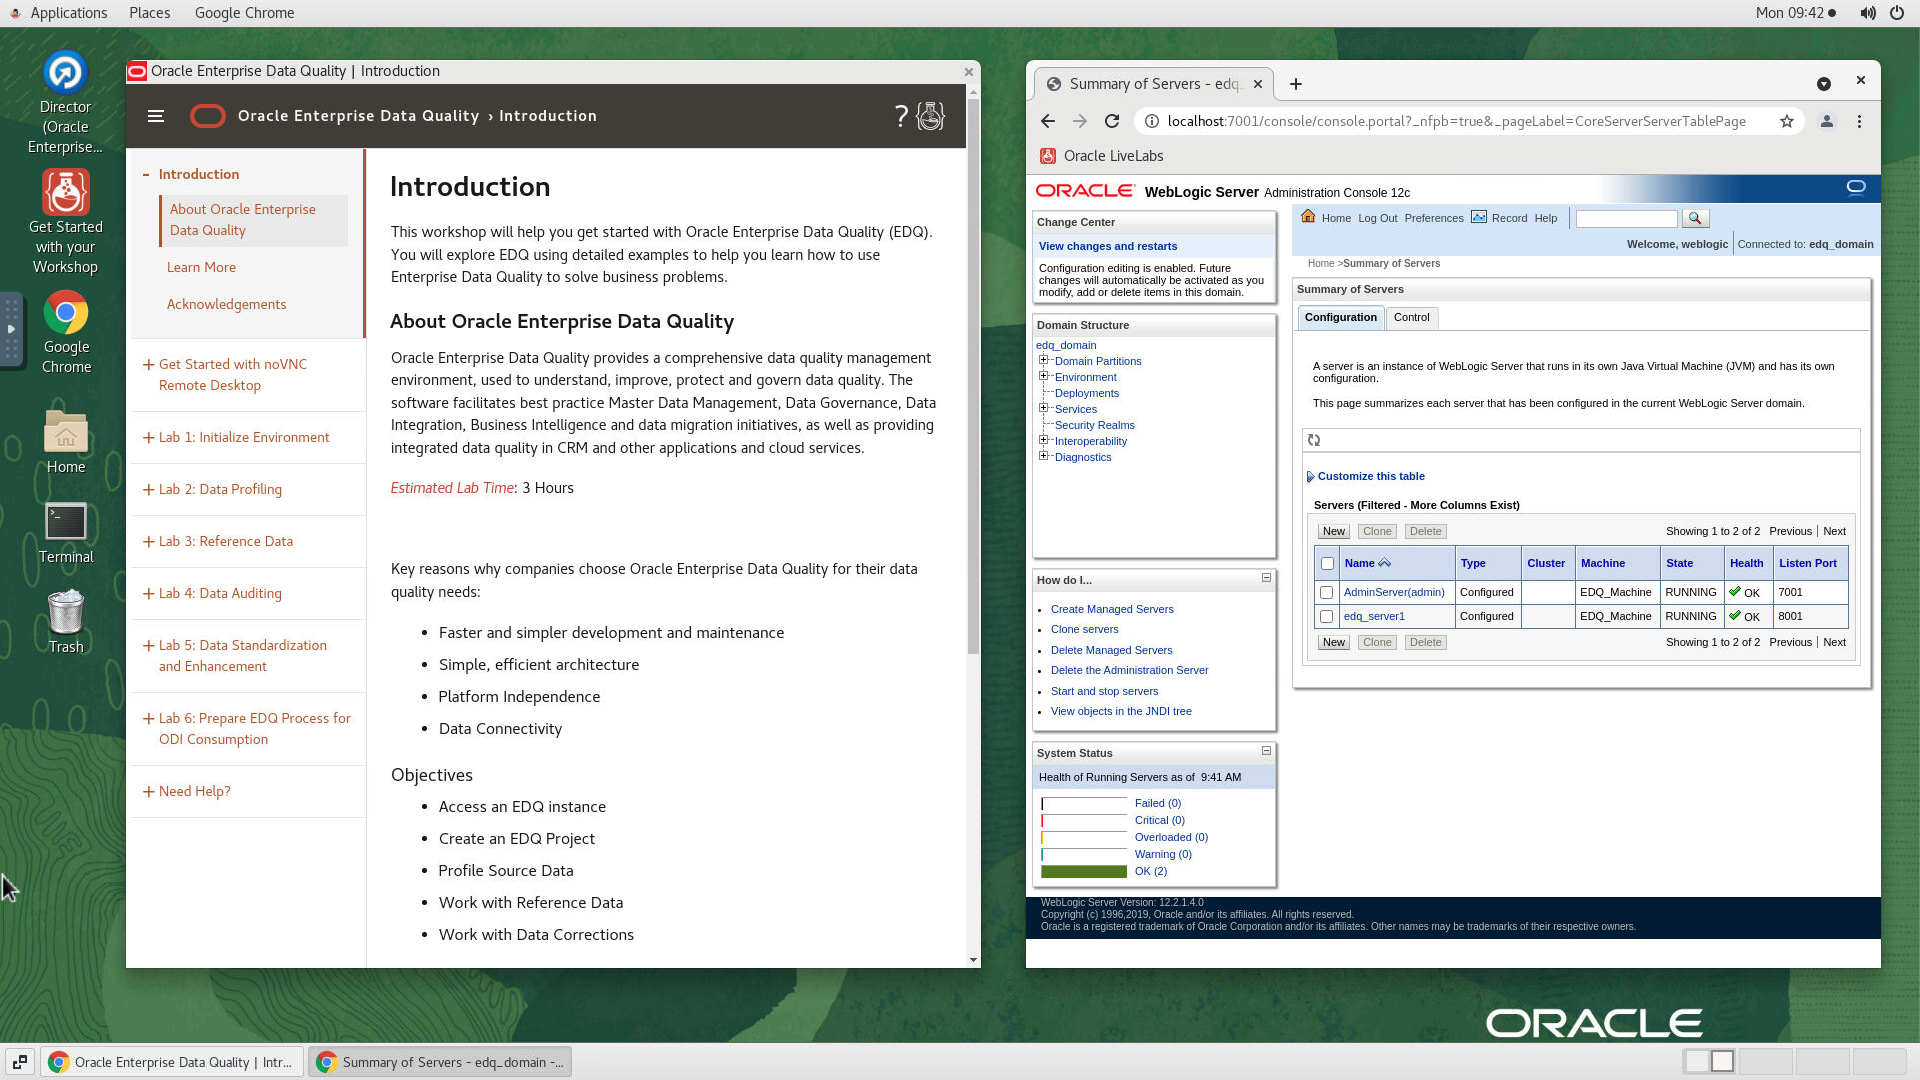 Applications Places Google Chrome
Mon 09:42
Director
(Oracle
Enterprise...
Get Started
with your
Workshop
Google
Chrome
Home
Terminal
Trash
Oracle Enterprise Data Quality | Introduction
Oracle Enterprise Data Quality › Introduction
?
- Introduction
About Oracle Enterprise
Data Quality
Learn More
Acknowledgements
+ Get Started with noVNC
Remote Desktop
+ Lab 1: Initialize Environment
+ Lab 2: Data Profiling
+ Lab 3: Reference Data
+ Lab 4: Data Auditing
+ Lab 5: Data Standardization
and Enhancement
+ Lab 6: Prepare EDQ Process for
ODI Consumption
+ Need Help?
Introduction
This workshop will help you get started with Oracle Enterprise Data Quality (EDQ).
You will explore EDQ using detailed examples to help you learn how to use
Enterprise Data Quality to solve business problems.
About Oracle Enterprise Data Quality
Oracle Enterprise Data Quality provides a comprehensive data quality management
environment, used to understand, improve, protect and govern data quality. The
software facilitates best practice Master Data Management, Data Governance, Data
Integration, Business Intelligence and data migration initiatives, as well as providing
integrated data quality in CRM and other applications and cloud services.
Estimated Lab Time: 3 Hours
Key reasons why companies choose Oracle Enterprise Data Quality for their data
quality needs:
• Faster and simpler development and maintenance
• Simple, efficient architecture
• Platform Independence
• Data Connectivity
Objectives
• Access an EDQ instance
• Create an EDQ Project
• Profile Source Data
• Work with Reference Data
• Work with Data Corrections
Summary of Servers - edq_
localhost:7001/console/console.portal?_nfpb=true&_pageLabel=CoreServerServerTablePage
Oracle LiveLabs
ORACLE WebLogic Server Administration Console 12c
Change Center
View changes and restarts
Configuration editing is enabled. Future
changes will automatically be activated as you
modify, add or delete items in this domain.
Domain Structure
edq_domain
Domain Partitions
Environment
Deployments
Services
Security Realms
Interoperability
Diagnostics
How do I...
• Create Managed Servers
• Clone servers
• Delete Managed Servers
• Delete the Administration Server
• Start and stop servers
• View objects in the JNDI tree
System Status
Health of Running Servers as of 9:41 AM
Failed (0)
Critical (0)
Overloaded (0)
Warning (0)
OK (2)
Home Log Out Preferences Record Help
Welcome, weblogic Connected to: edq_domain
Home >Summary of Servers
Summary of Servers
Configuration Control
A server is an instance of WebLogic Server that runs in its own Java Virtual Machine (JVM) and has its own
configuration.
This page summarizes each server that has been configured in the current WebLogic Server domain.
Customize this table
Servers (Filtered - More Columns Exist)
New Clone Delete Showing 1 to 2 of 2 Previous | Next
Name Type Cluster Machine State Health Listen Port
AdminServer(admin) Configured EDQ_Machine RUNNING OK 7001
edq_server1 Configured EDQ_Machine RUNNING OK 8001
New Clone Delete Showing 1 to 2 of 2 Previous | Next
WebLogic Server Version: 12.2.1.4.0
Copyright (c) 1996,2019, Oracle and/or its affiliates. All rights reserved.
Oracle is a registered trademark of Oracle Corporation and/or its affiliates. Other names may be trademarks of their respective owners.
ORACLE
Oracle Enterprise Data Quality | Intr...
Summary of Servers - edq_domain -...